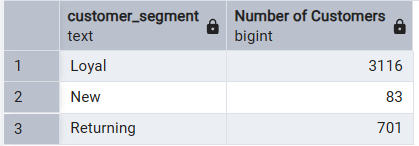 customer_segment Number of Customers
text bigint
1 Loyal 3116
2 New 83
3 Returning 701